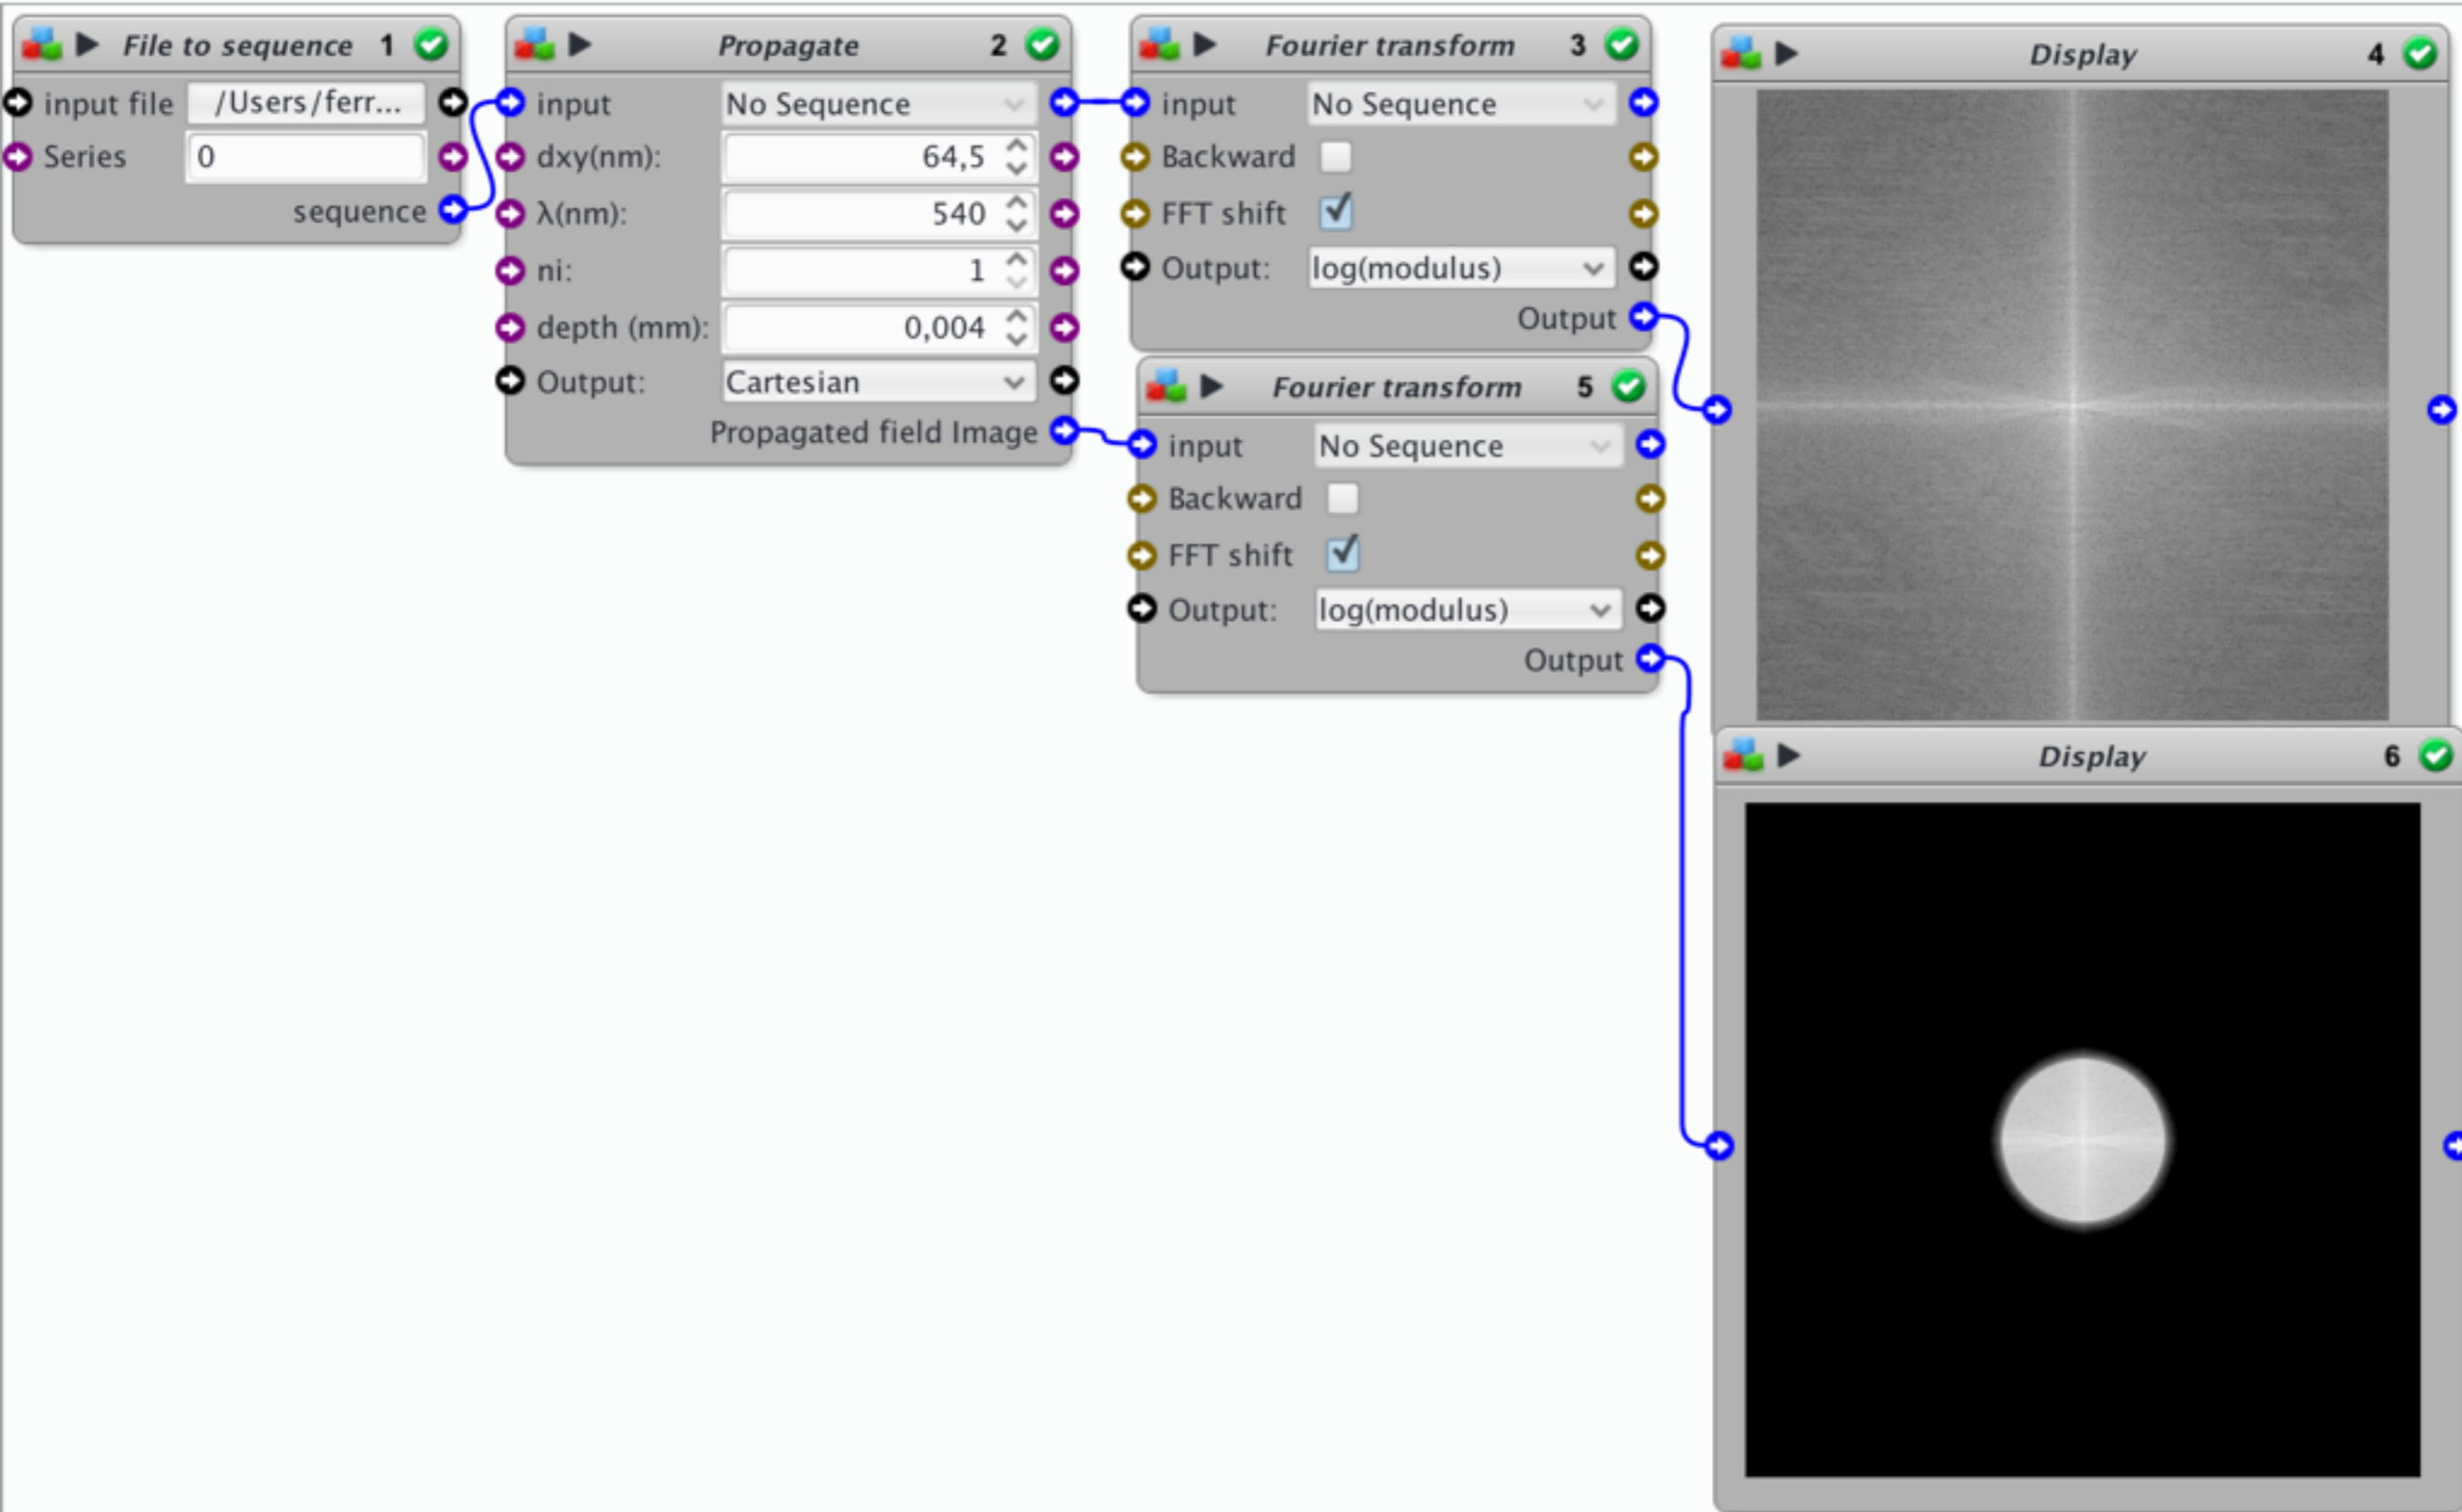 File to sequence 1
input file /Users/ferr...
Series 0
sequence
Propagate 2
input No Sequence
dxy(nm): 64,5
λ(nm): 540
ni: 1
depth (mm): 0,004
Output: Cartesian
Propagated field Image
Fourier transform 3
input No Sequence
Backward
FFT shift
Output: log(modulus)
Output
Fourier transform 5
input No Sequence
Backward
FFT shift
Output: log(modulus)
Output
Display 4
Display 6